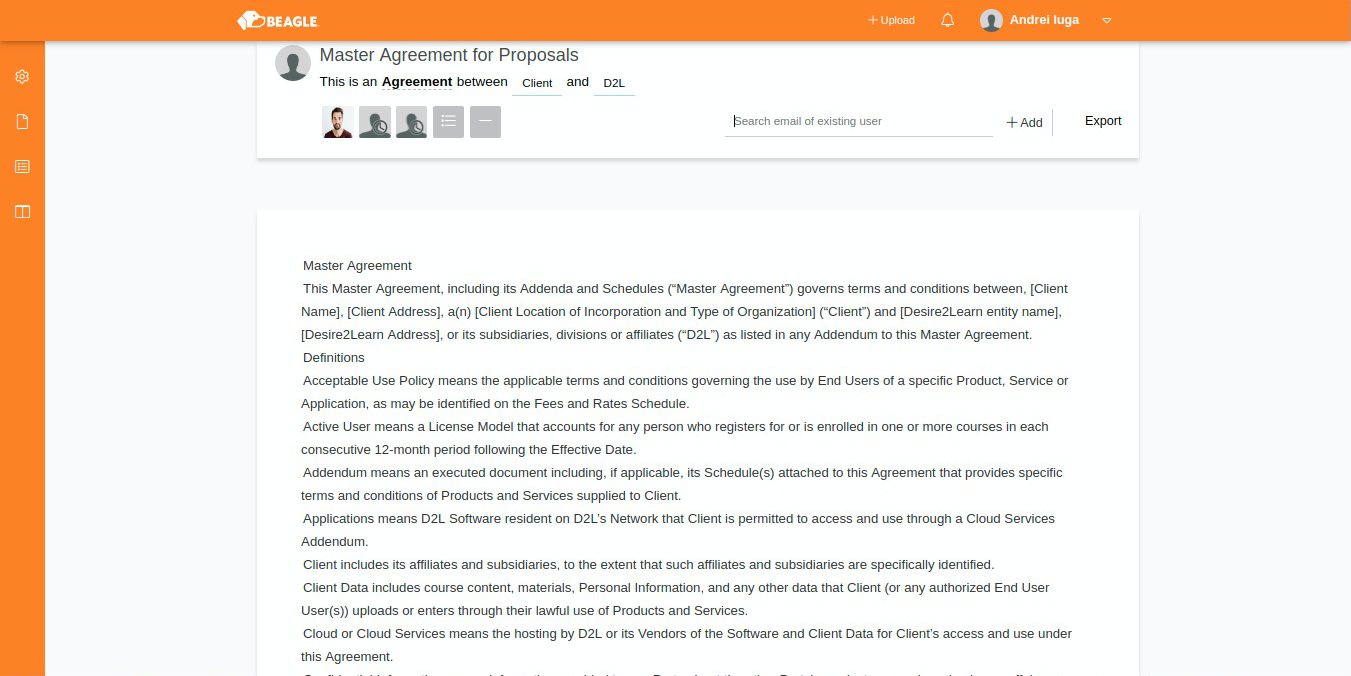 BEAGLE
Upload
Andrei Iuga
Master Agreement for Proposals
This is an Agreement between Client and D2L
Search email of existing user
Add
Export
Master Agreement
This Master Agreement, including its Addenda and Schedules (“Master Agreement”) governs terms and conditions between, [Client
Name], [Client Address], a(n) [Client Location of Incorporation and Type of Organization] (“Client”) and [Desire2Learn entity name],
[Desire2Learn Address], or its subsidiaries, divisions or affiliates (“D2L”) as listed in any Addendum to this Master Agreement.
Definitions
Acceptable Use Policy means the applicable terms and conditions governing the use by End Users of a specific Product, Service or
Application, as may be identified on the Fees and Rates Schedule.
Active User means a License Model that accounts for any person who registers for or is enrolled in one or more courses in each
consecutive 12-month period following the Effective Date.
Addendum means an executed document including, if applicable, its Schedule(s) attached to this Agreement that provides specific
terms and conditions of Products and Services supplied to Client.
Applications means D2L Software resident on D2L’s Network that Client is permitted to access and use through a Cloud Services
Addendum.
Client includes its affiliates and subsidiaries, to the extent that such affiliates and subsidiaries are specifically identified.
Client Data includes course content, materials, Personal Information, and any other data that Client (or any authorized End User
User(s)) uploads or enters through their lawful use of Products and Services.
Cloud or Cloud Services means the hosting by D2L or its Vendors of the Software and Client Data for Client’s access and use under
this Agreement.